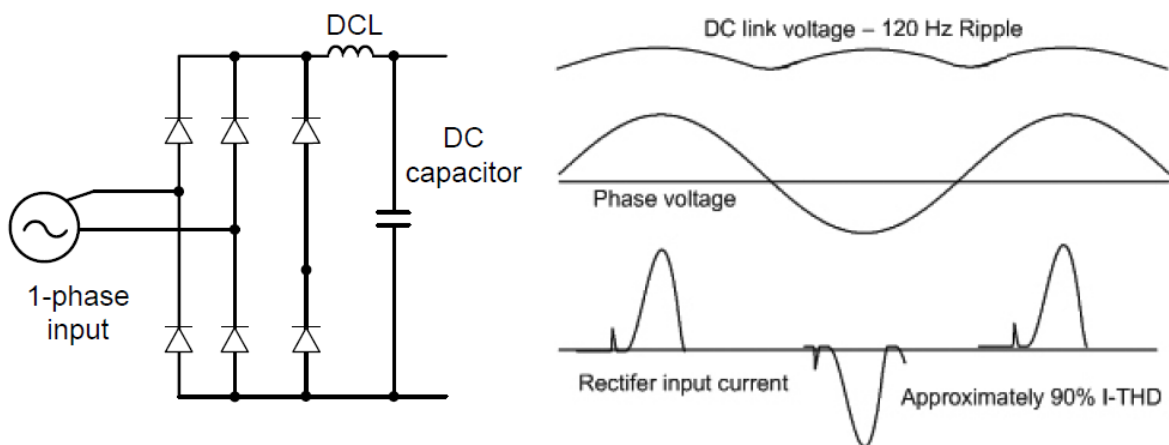 DCL
DC
capacitor
1-phase
input
DC link voltage – 120 Hz Ripple
Phase voltage
Rectifer input current
Approximately 90% I-THD